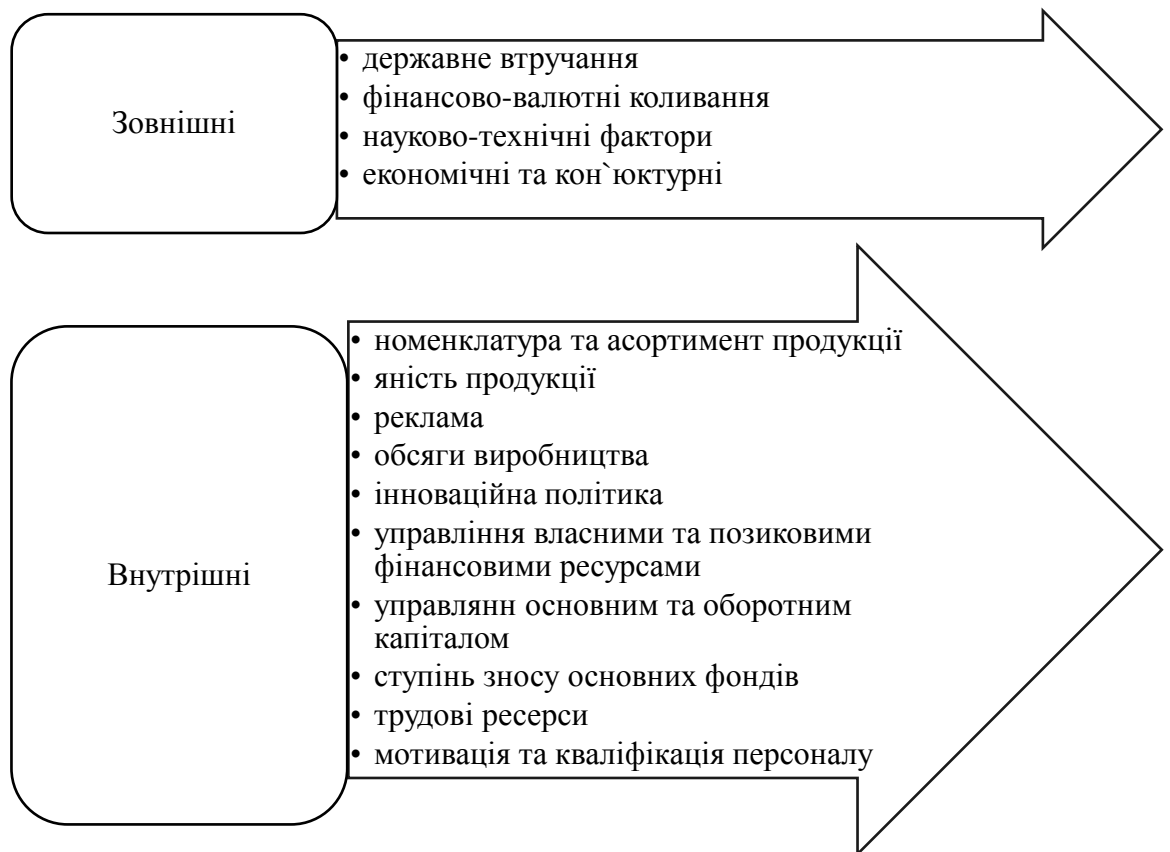 Зовнішні
• державне втручання
• фінансово-валютні коливання
• науково-технічні фактори
• економічні та кон`юктурні
Внутрішні
• номенклатура та асортимент продукції
• яність продукції
• реклама
• обсяги виробництва
• інноваційна політика
• управління власними та позиковими
фінансовими ресурсами
• управлянн основним та оборотним
капіталом
• ступінь зносу основних фондів
• трудові ресерси
• мотивація та кваліфікація персоналу